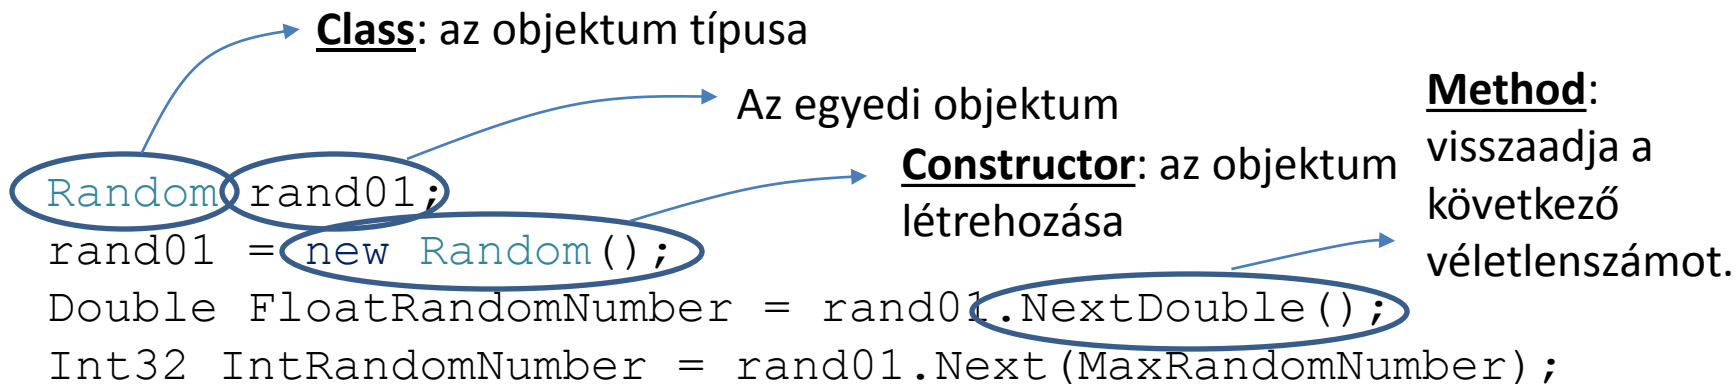 Class: az objektum típusa
Az egyedi objektum
Constructor: az objektum
létrehozása
Method:
visszaadja a
következő
véletlenszámot.
Random rand01;
rand01 = new Random();
Double FloatRandomNumber = rand01.NextDouble();
Int32 IntRandomNumber = rand01.Next(MaxRandomNumber);